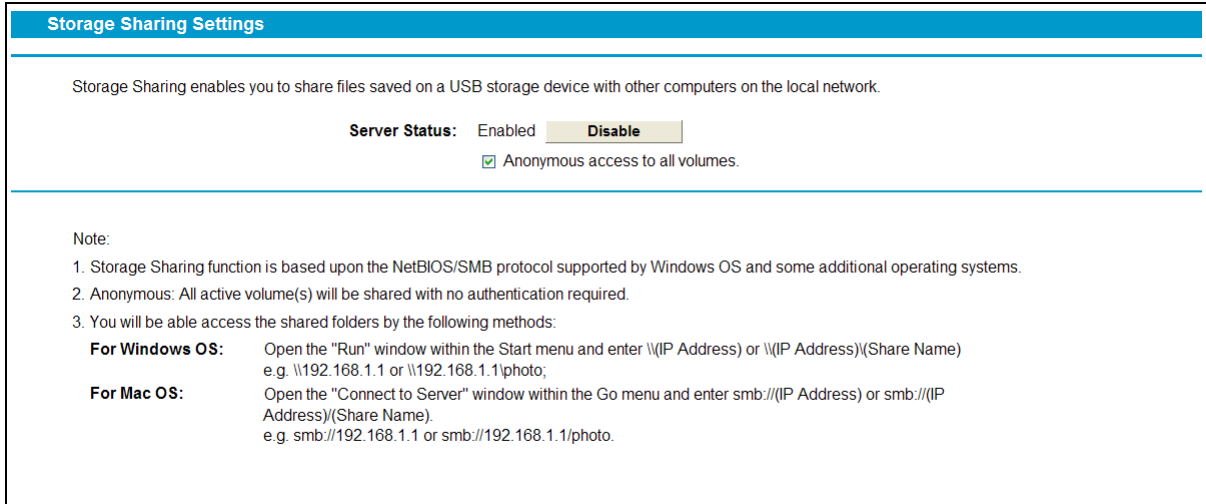 Storage Sharing Settings
Storage Sharing enables you to share files saved on a USB storage device with other computers on the local network.
Server Status: Enabled Disable
Anonymous access to all volumes.
Note:
1. Storage Sharing function is based upon the NetBIOS/SMB protocol supported by Windows OS and some additional operating systems.
2. Anonymous: All active volume(s) will be shared with no authentication required.
3. You will be able access the shared folders by the following methods:
For Windows OS: Open the "Run" window within the Start menu and enter \\(IP Address) or \\(IP Address)\(Share Name)
e.g. \\192.168.1.1 or \\192.168.1.1\photo;
For Mac OS: Open the "Connect to Server" window within the Go menu and enter smb://(IP Address) or smb://(IP
Address)/(Share Name).
e.g. smb://192.168.1.1 or smb://192.168.1.1/photo.